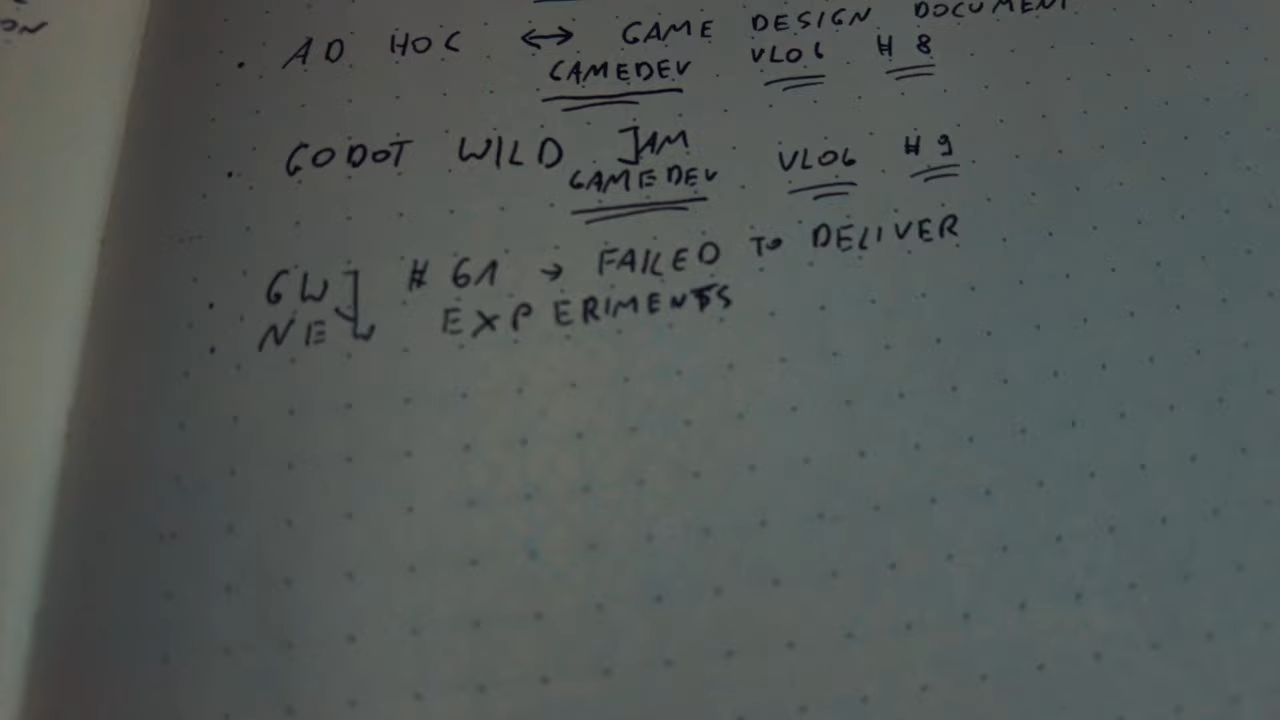 · AD HOC ↔ GAME DESIGN DOCUMENT
GAMEDEV VLOG #8
· GODOT WILD JAM
GAMEDEV VLOG #9
· GWJ #61 → FAILED TO DELIVER
· NEW EXPERIMENTS